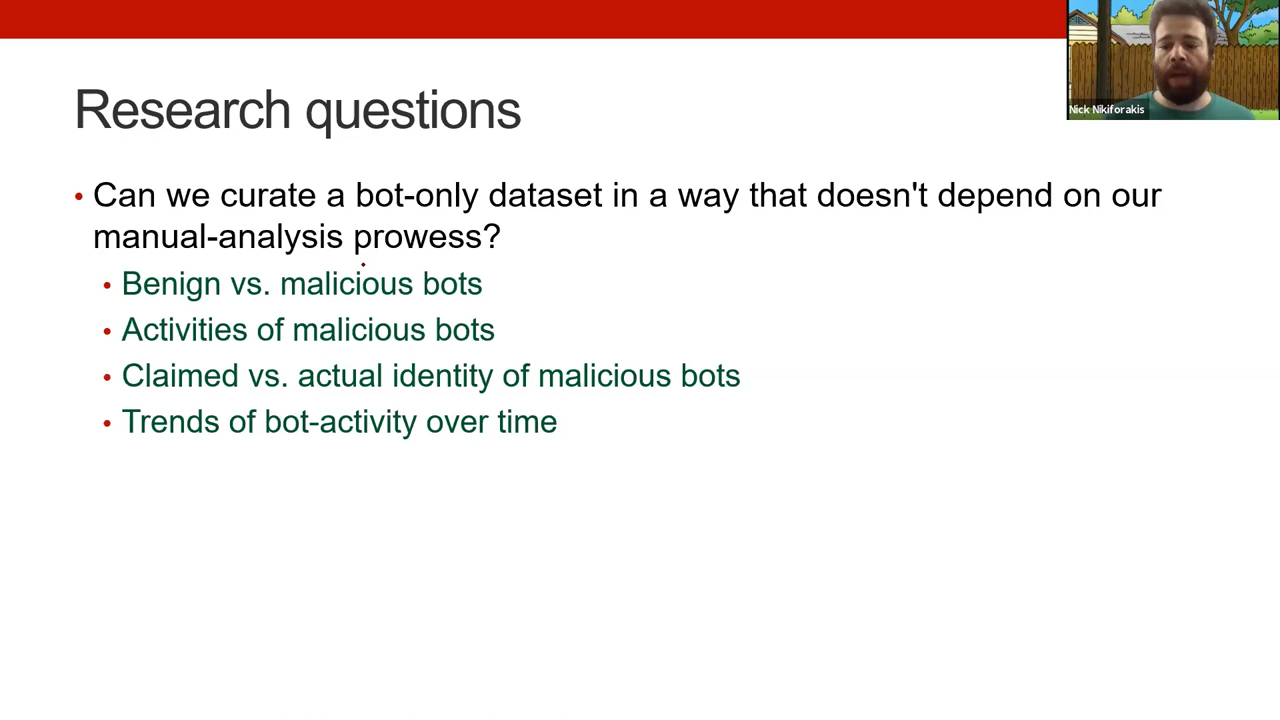 Nick Nikiforakis
Research questions
• Can we curate a bot-only dataset in a way that doesn't depend on our
manual-analysis prowess?
• Benign vs. malicious bots
• Activities of malicious bots
• Claimed vs. actual identity of malicious bots
• Trends of bot-activity over time